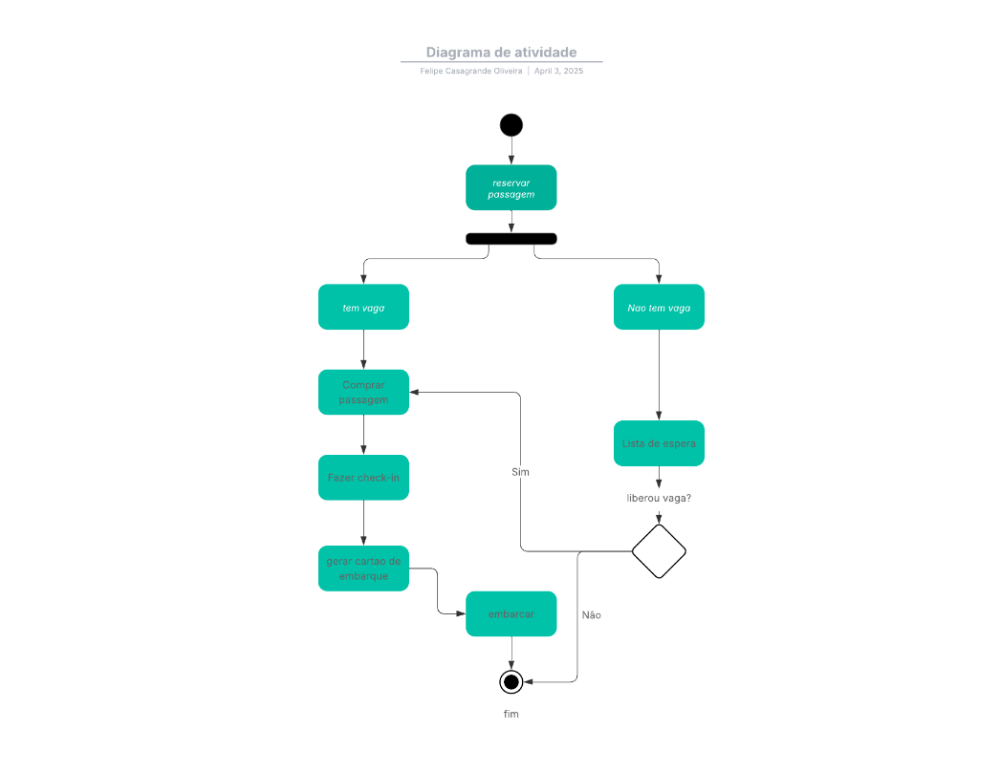 Diagrama de atividade
Felipe Casagrande Oliveira | April 3, 2025
reservar
passagem
tem vaga
Nao tem vaga
Comprar
passagem
Lista de espera
Sim
Fazer check-in
liberou vaga?
gerar cartao de
embarque
embarcar
Não
fim